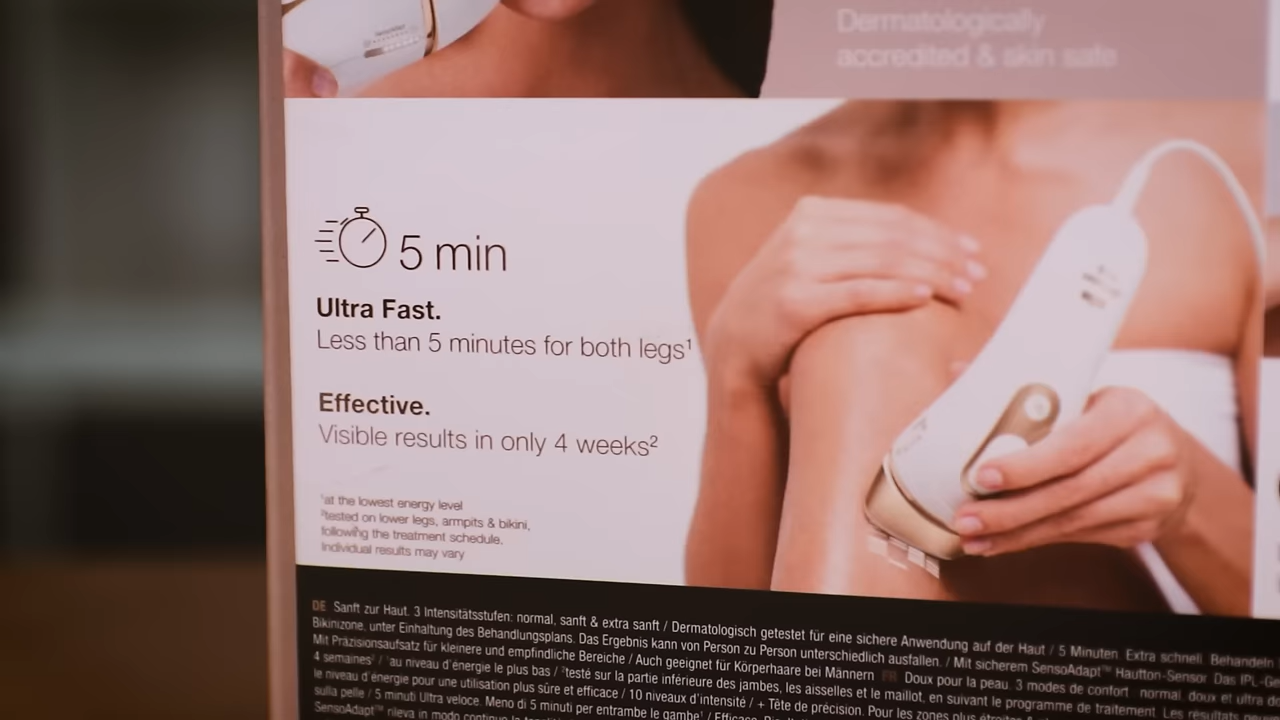 Dermatologically
accredited & skin safe
5 min
Ultra Fast.
Less than 5 minutes for both legs¹
Effective.
Visible results in only 4 weeks²
¹at the lowest energy level
²tested on lower legs, armpits & bikini,
following the treatment schedule.
Individual results may vary
DE Sanft zur Haut. 3 Intensitätsstufen: normal, sanft & extra sanft / Dermatologisch getestet für eine sichere Anwendung auf der Haut / 5 Minuten. Extra schnell. Behandeln
Bikinizone, unter Einhaltung des Behandlungsplans. Das Ergebnis kann von Person zu Person unterschiedlich ausfallen. / Mit sicherem SensoAdapt™ Hautton-Sensor. Das IPL-Ge
Mit Präzisionsaufsatz für kleinere und empfindliche Bereiche / Auch geeignet für Körperhaare bei Männern FR Doux pour la peau. 3 modes de confort : normal, doux et ultra do
4 semaines² / ¹au niveau d'énergie le plus bas / ²testé sur la partie inférieure des jambes, les aisselles et le maillot, en suivant le programme de traitement. Les résultats peuv
le niveau d'énergie pour une utilisation plus sûre et efficace / 10 niveaux d'intensité / + Tête de précision. Pour les zones plus étroites
sulla pelle / 5 minuti Ultra veloce. Meno di 5 minuti per entrambe le gambe¹ / Efficace.
SensoAdapt™ rileva in modo continuo